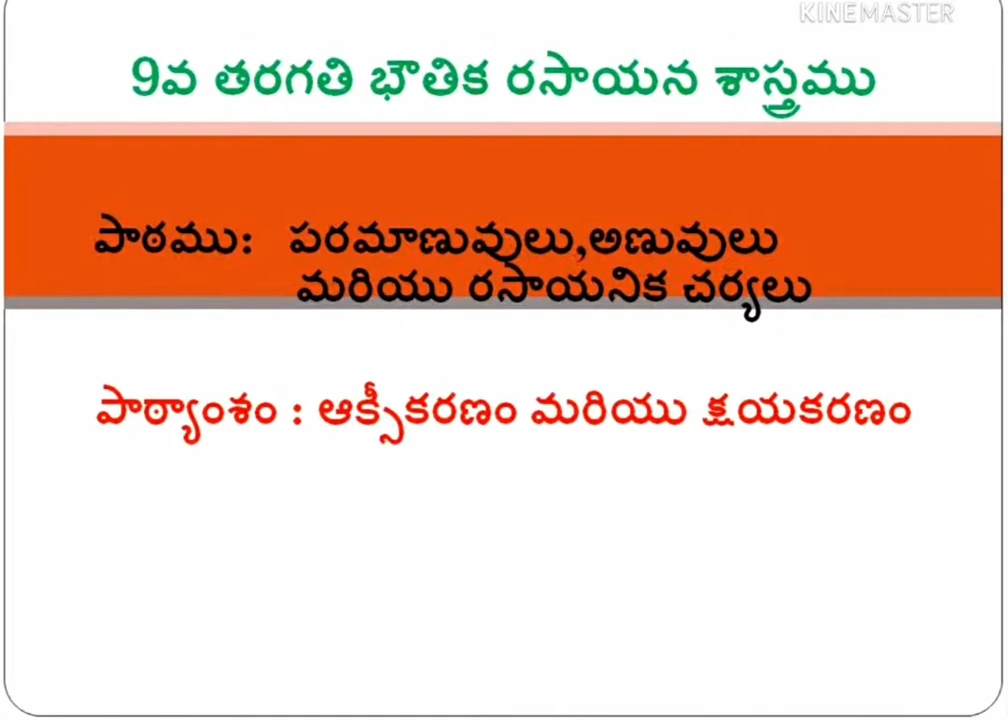 KINEMASTER
9వ తరగతి భౌతిక రసాయన శాస్త్రము
పాఠము: పరమాణువులు,అణువులు
మరియు రసాయనిక చర్యలు
పాఠ్యాంశం : ఆక్సీకరణం మరియు క్షయకరణం